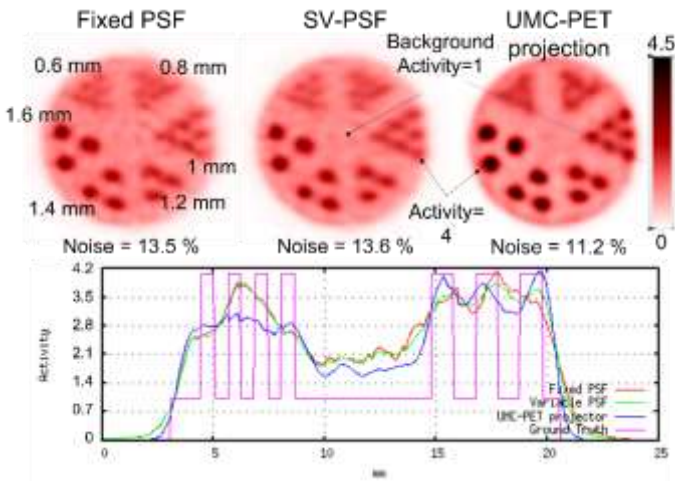 Fixed PSF
SV-PSF
UMC-PET
projection
Background
Activity=1
4.5
0.6 mm
0.8 mm
1.6 mm
1 mm
1.2 mm
1.4 mm
Activity=
4
0
Noise = 13.5 %
Noise = 13.6 %
Noise = 11.2 %
4.2
3.5
2.8
2.1
1.4
0.7
0
Activity
Fixed PSF
Variable PSF
UMC-PET projector
Ground Truth
0
5
10
15
20
25
mm